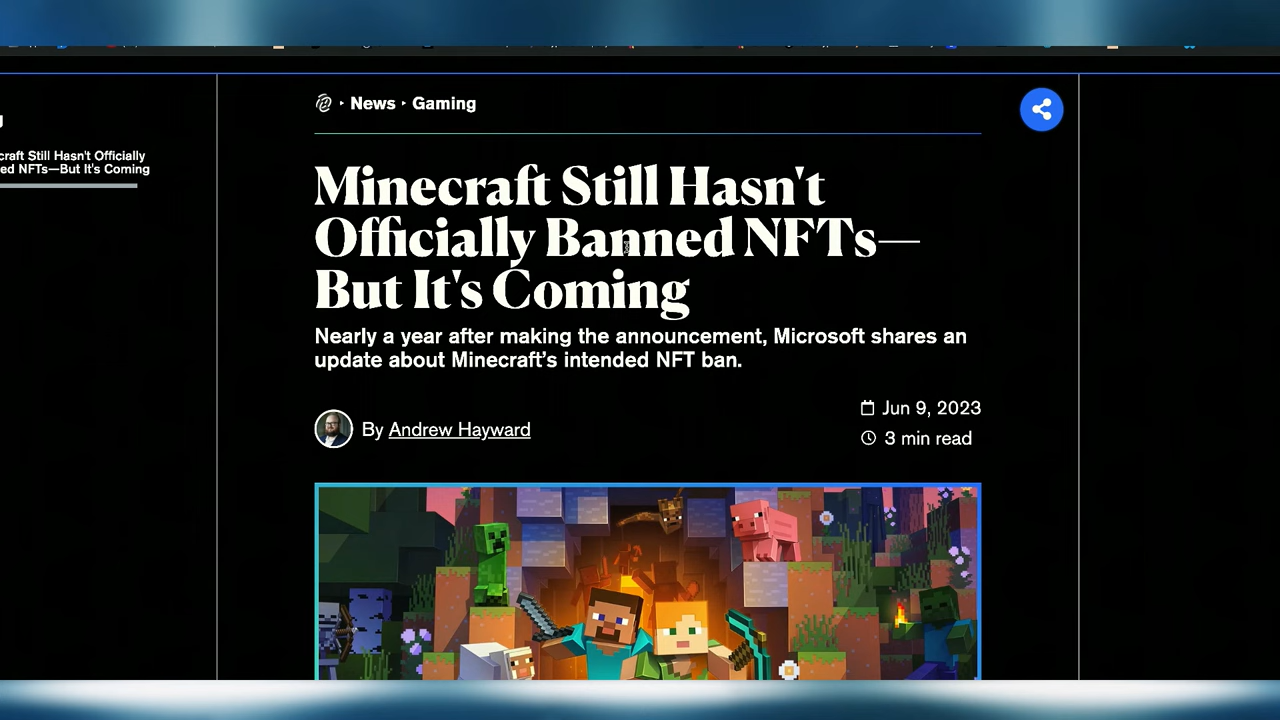 News ‣ Gaming
craft Still Hasn't Officially
ed NFTs—But It's Coming
Minecraft Still Hasn't
Officially Banned NFTs—
But It's Coming
Nearly a year after making the announcement, Microsoft shares an
update about Minecraft's intended NFT ban.
By Andrew Hayward
Jun 9, 2023
3 min read